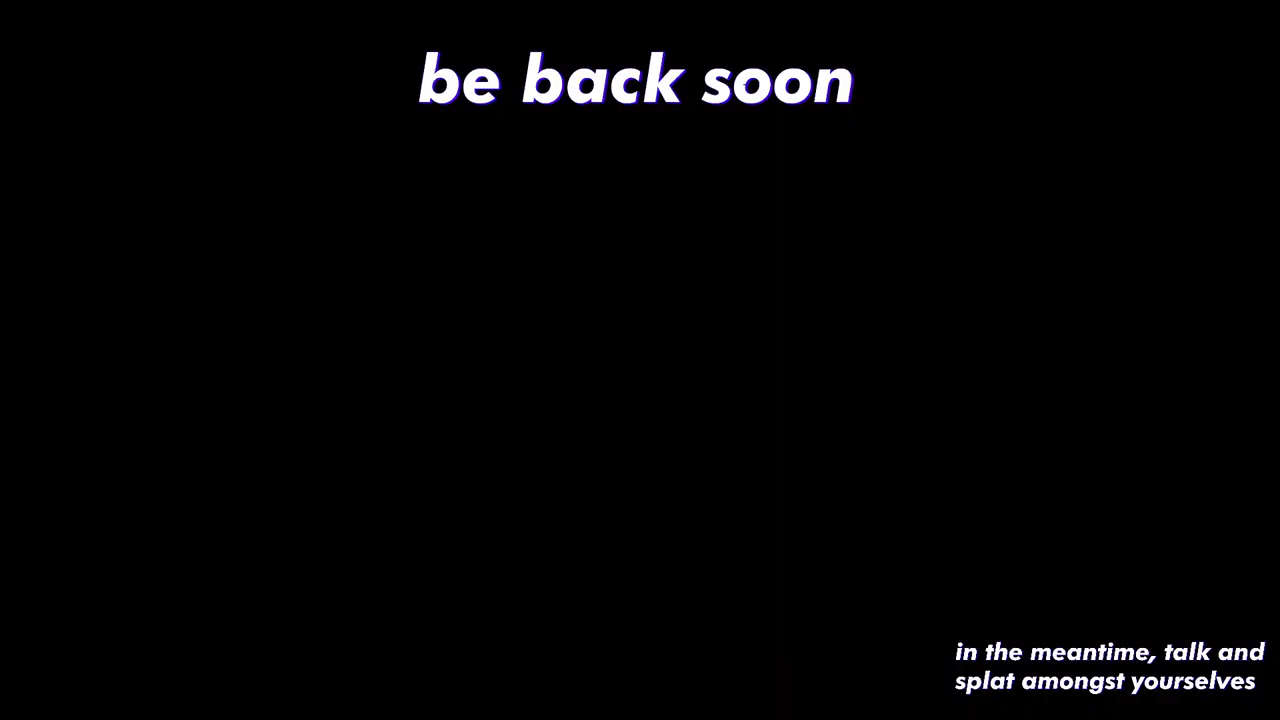 be back soon
in the meantime, talk and
splat amongst yourselves